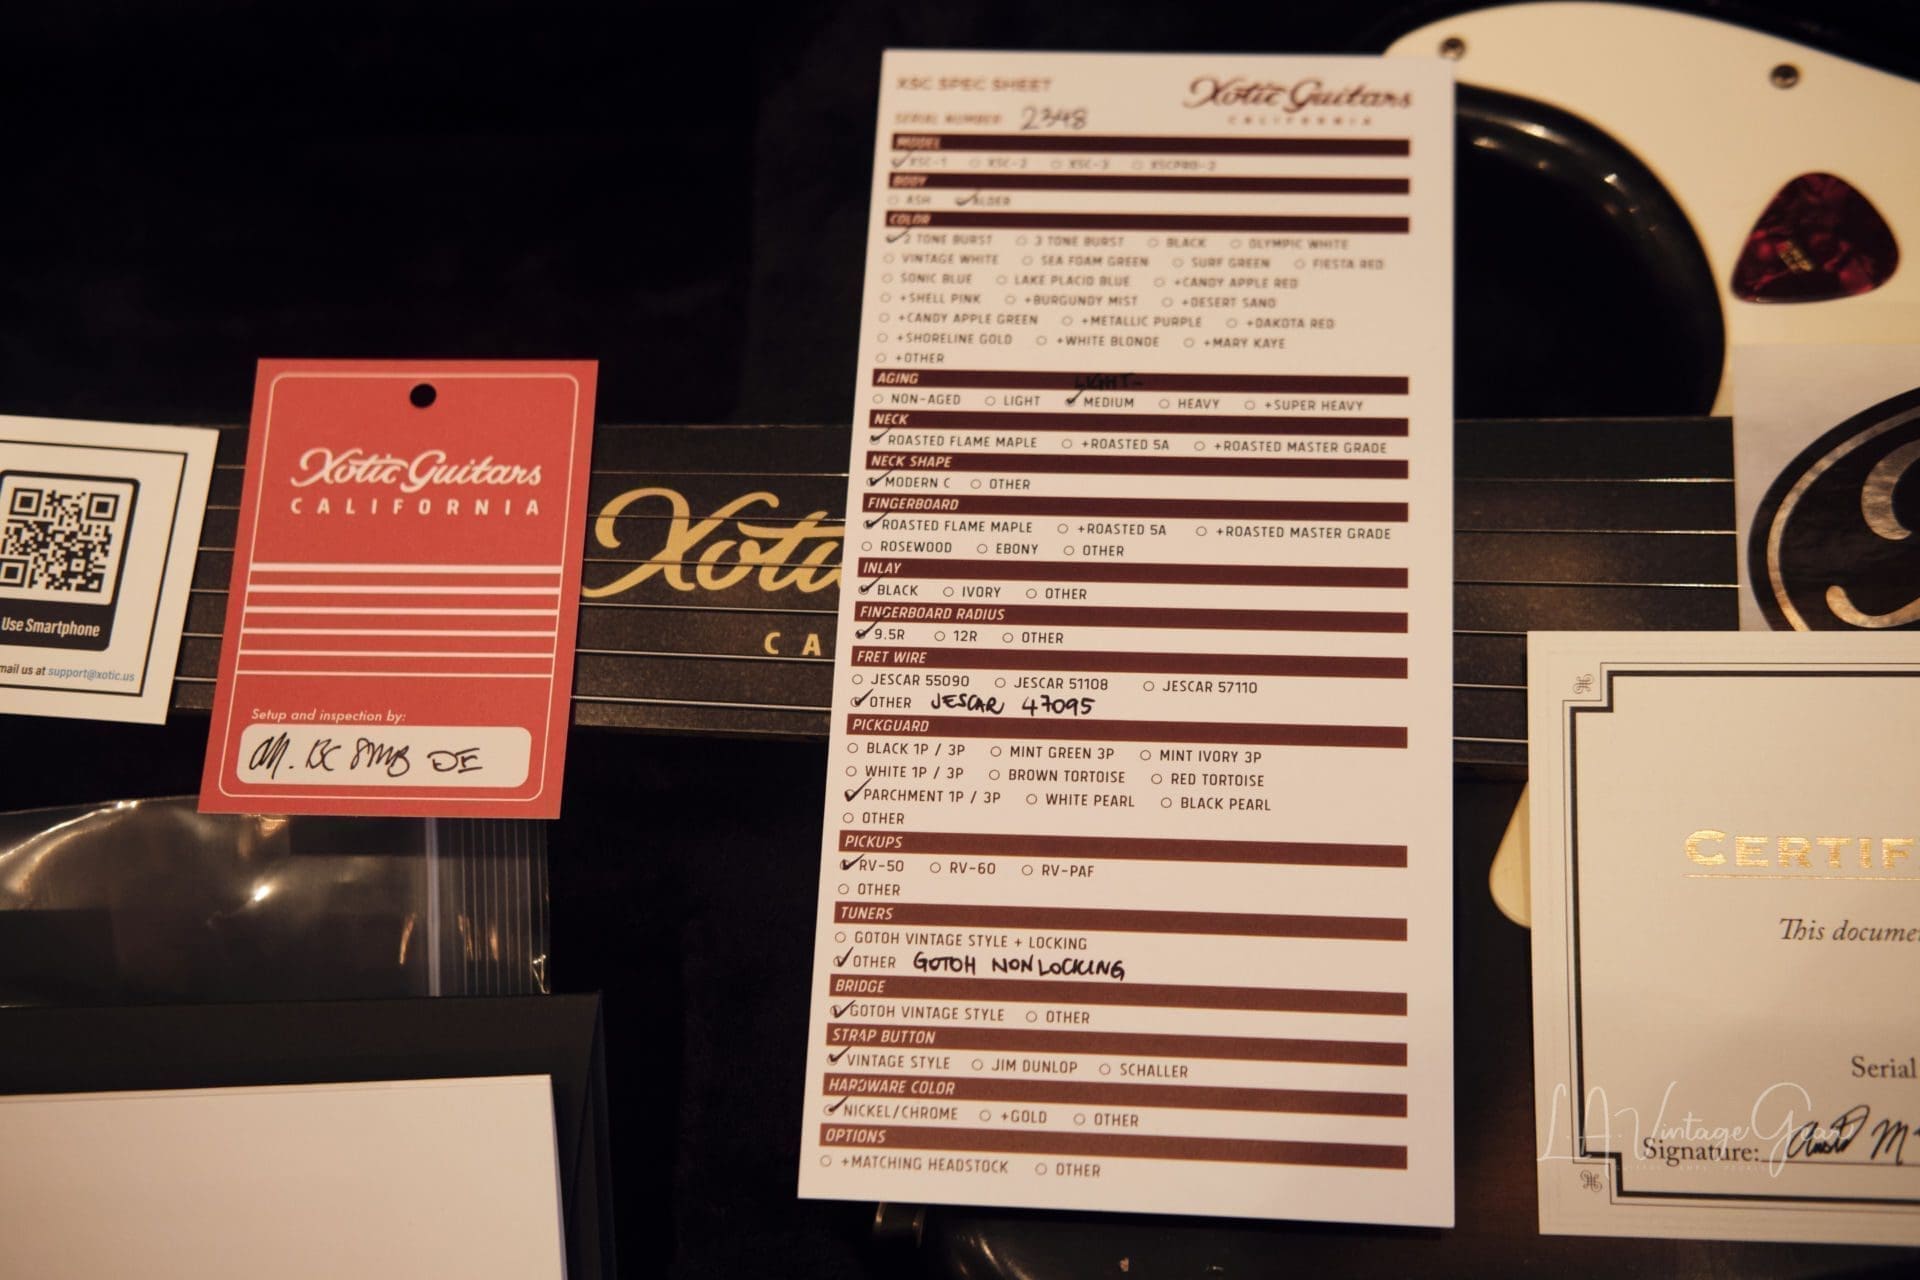 XSC SPEC SHEET
Xotic Guitars
CALIFORNIA
SERIAL NUMBER 2348
MODEL
XSC-1 XSC-2 XSC-3 XSCPRO-2
BODY
ASH ALDER
COLOR
2 TONE BURST 3 TONE BURST BLACK OLYMPIC WHITE
VINTAGE WHITE SEA FOAM GREEN SURF GREEN FIESTA RED
SONIC BLUE LAKE PLACID BLUE +CANDY APPLE RED
+SHELL PINK +BURGUNDY MIST +DESERT SAND
+CANDY APPLE GREEN +METALLIC PURPLE +DAKOTA RED
+SHORELINE GOLD +WHITE BLONDE +MARY KAYE
+OTHER
AGING LIGHT-
NON-AGED LIGHT MEDIUM HEAVY +SUPER HEAVY
NECK
ROASTED FLAME MAPLE +ROASTED 5A +ROASTED MASTER GRADE
NECK SHAPE
MODERN C OTHER
FINGERBOARD
ROASTED FLAME MAPLE +ROASTED 5A +ROASTED MASTER GRADE
ROSEWOOD EBONY OTHER
INLAY
BLACK IVORY OTHER
FINGERBOARD RADIUS
9.5R 12R OTHER
FRET WIRE
JESCAR 55090 JESCAR 51108 JESCAR 57110
OTHER JESCAR 47095
PICKGUARD
BLACK 1P / 3P MINT GREEN 3P MINT IVORY 3P
WHITE 1P / 3P BROWN TORTOISE RED TORTOISE
PARCHMENT 1P / 3P WHITE PEARL BLACK PEARL
OTHER
PICKUPS
RV-50 RV-60 RV-PAF
OTHER
TUNERS
GOTOH VINTAGE STYLE + LOCKING
OTHER GOTOH NON LOCKING
BRIDGE
GOTOH VINTAGE STYLE OTHER
STRAP BUTTON
VINTAGE STYLE JIM DUNLOP SCHALLER
HARDWARE COLOR
NICKEL/CHROME +GOLD OTHER
OPTIONS
+MATCHING HEADSTOCK OTHER
Xotic Guitars
CALIFORNIA
Setup and inspection by:
Use Smartphone
mail us at support@xotic.us
Xotic
CA
CERTIF
This docume
Serial
Signature:
L.A. Vintage Gear